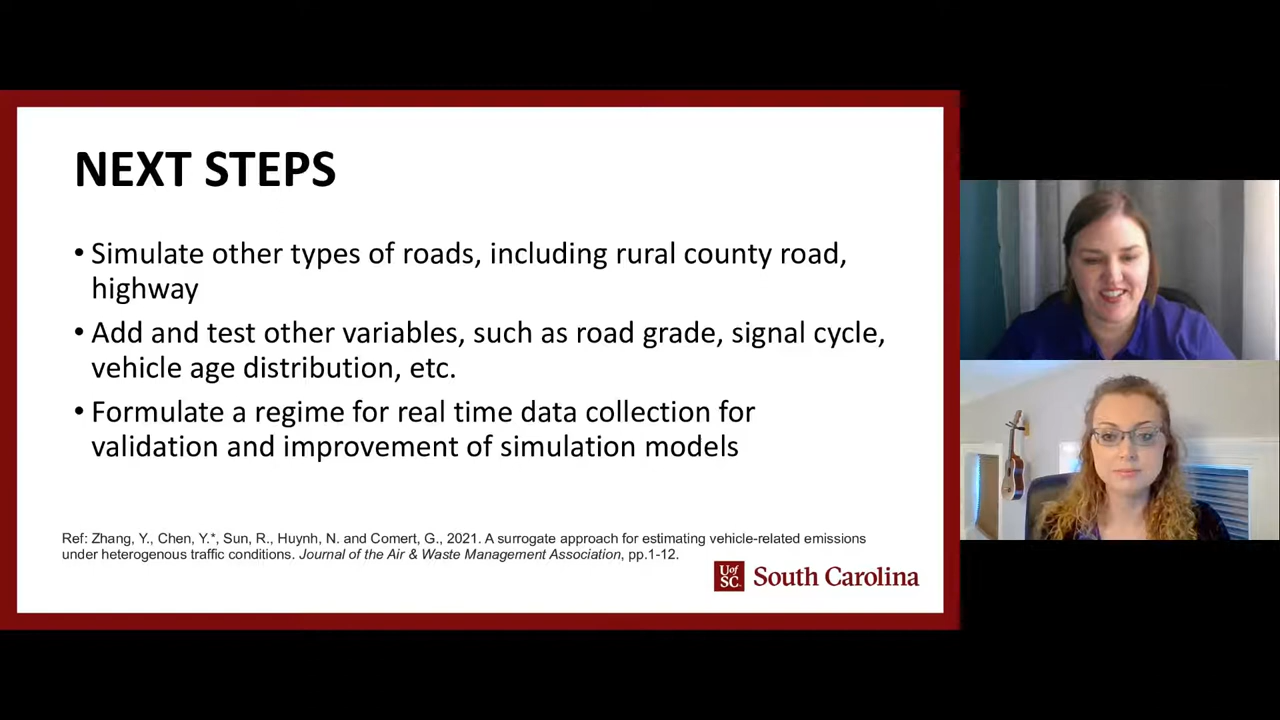 NEXT STEPS
• Simulate other types of roads, including rural county road,
highway
• Add and test other variables, such as road grade, signal cycle,
vehicle age distribution, etc.
• Formulate a regime for real time data collection for
validation and improvement of simulation models
Ref: Zhang, Y., Chen, Y.*, Sun, R., Huynh, N. and Comert, G., 2021. A surrogate approach for estimating vehicle-related emissions
under heterogenous traffic conditions. Journal of the Air & Waste Management Association, pp.1-12.
U of SC South Carolina